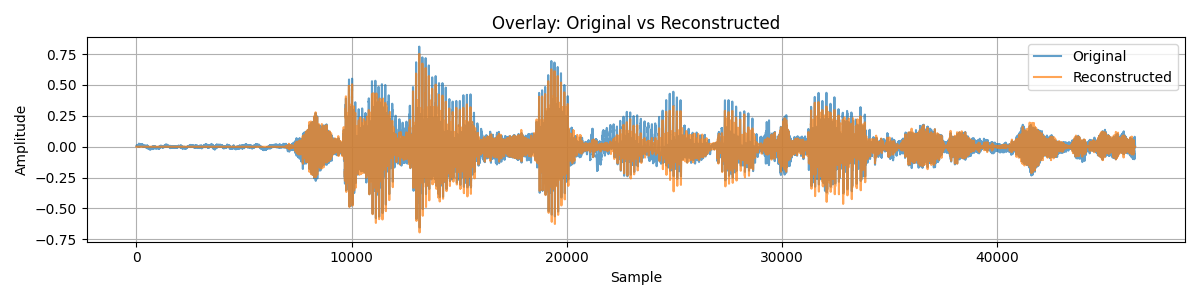 Overlay: Original vs Reconstructed
Original
Reconstructed
Amplitude
0.75
0.50
0.25
0.00
−0.25
−0.50
−0.75
0 10000 20000 30000 40000
Sample